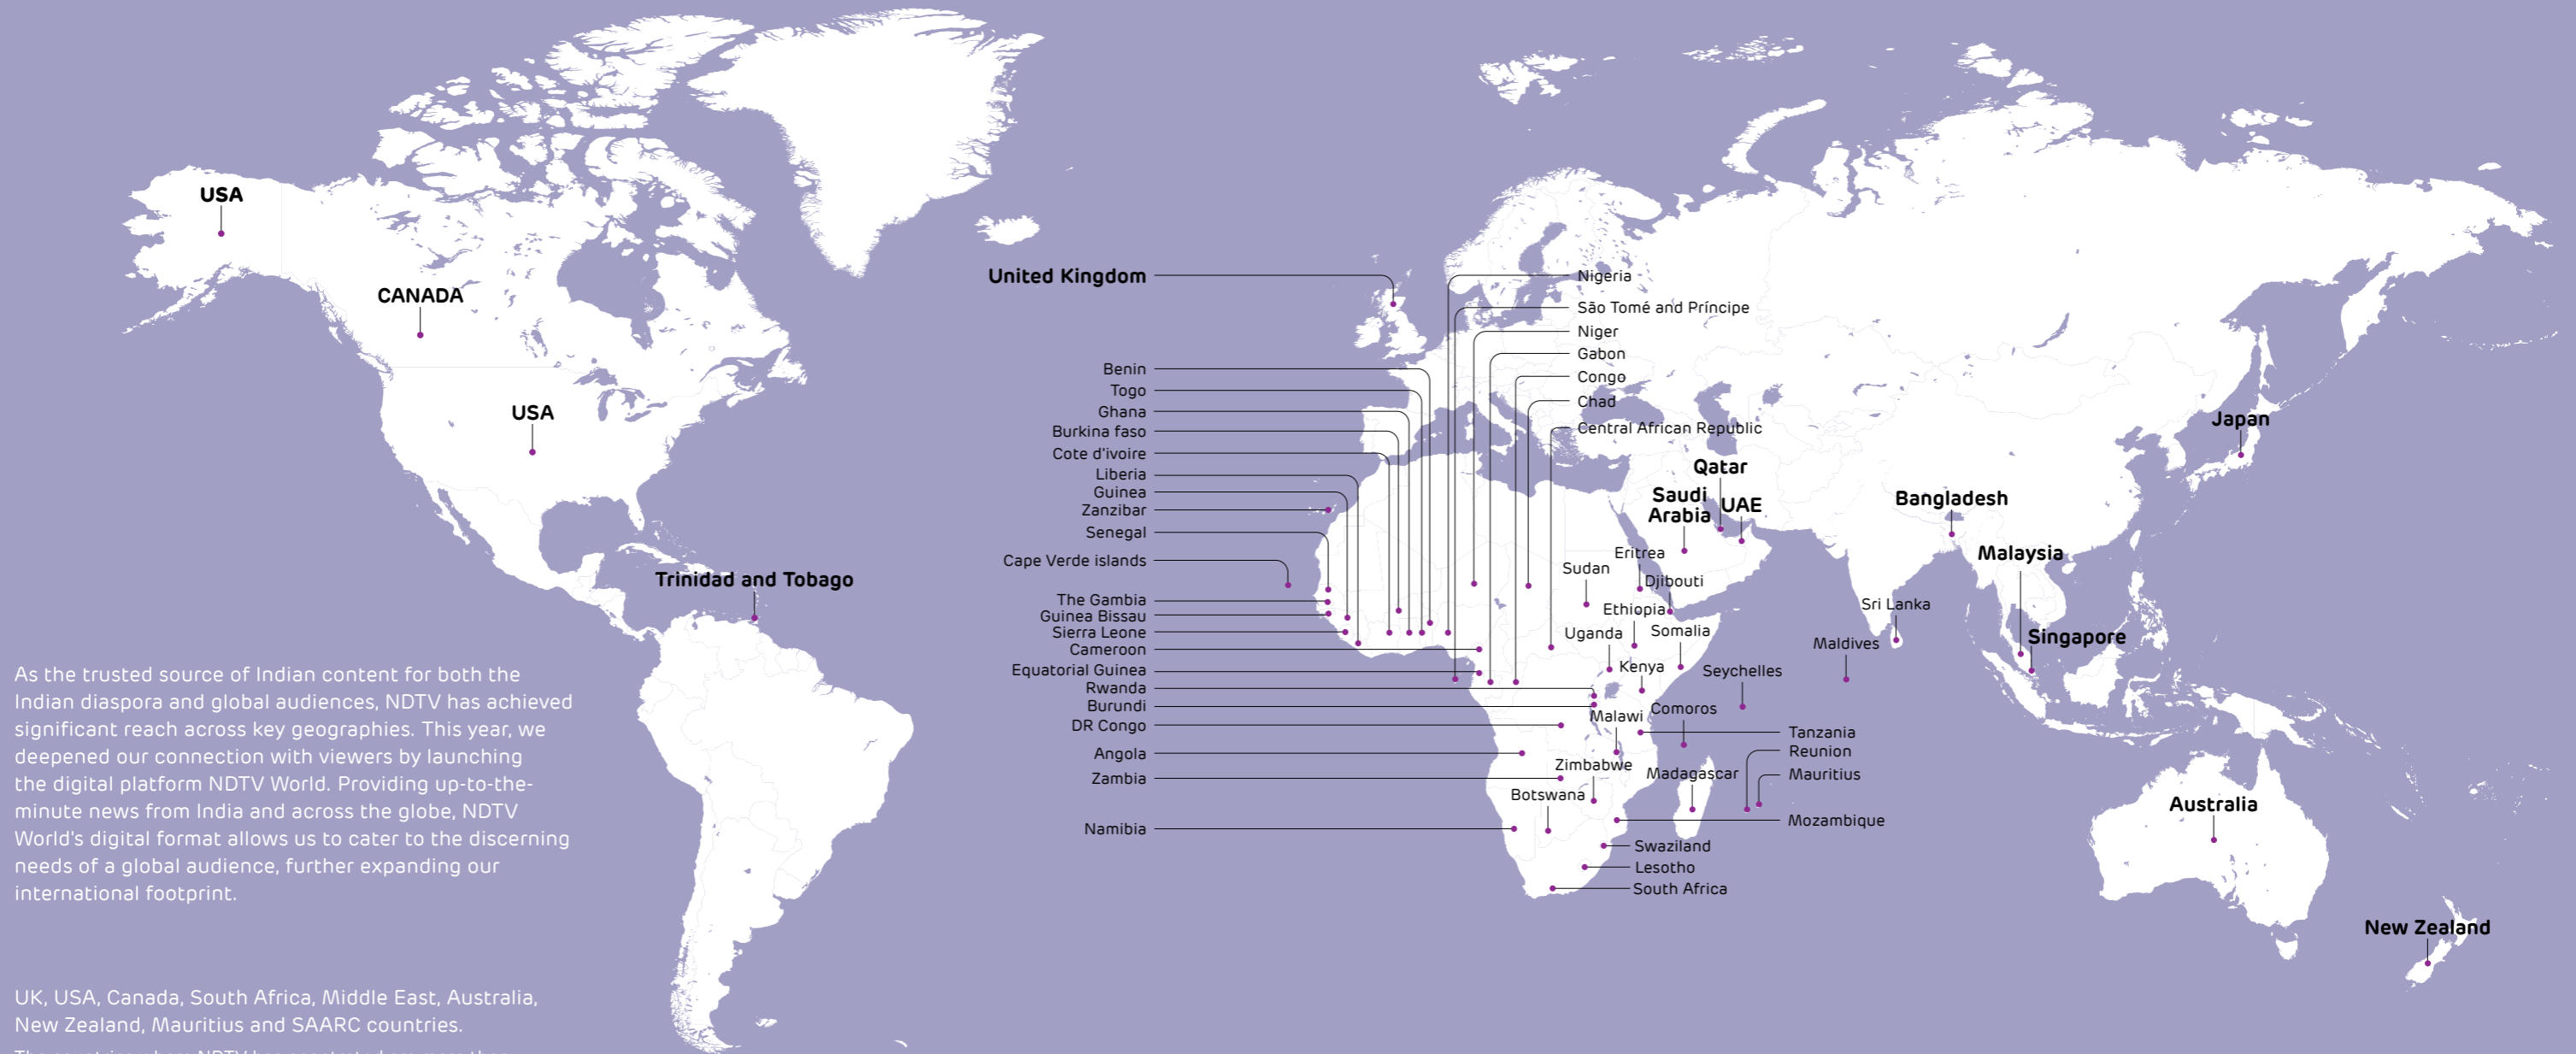 USA
CANADA
USA
Trinidad and Tobago
As the trusted source of Indian content for both the
Indian diaspora and global audiences, NDTV has achieved
significant reach across key geographies. This year, we
deepened our connection with viewers by launching
the digital platform NDTV World. Providing up-to-the-
minute news from India and across the globe, NDTV
World's digital format allows us to cater to the discerning
needs of a global audience, further expanding our
international footprint.
UK, USA, Canada, South Africa, Middle East, Australia,
New Zealand, Mauritius and SAARC countries.
United Kingdom
Benin
Togo
Ghana
Burkina faso
Cote d'ivoire
Liberia
Guinea
Zanzibar
Senegal
Cape Verde islands
The Gambia
Guinea Bissau
Sierra Leone
Cameroon
Equatorial Guinea
Rwanda
Burundi
DR Congo
Angola
Zambia
Namibia
Nigeria
São Tomé and Príncipe
Niger
Gabon
Congo
Chad
Central African Republic
Qatar
Saudi
Arabia
UAE
Eritrea
Sudan
Djibouti
Ethiopia
Uganda
Somalia
Kenya
Seychelles
Malawi
Comoros
Tanzania
Reunion
Zimbabwe
Madagascar
Mauritius
Botswana
Mozambique
Swaziland
Lesotho
South Africa
Japan
Bangladesh
Malaysia
Sri Lanka
Singapore
Maldives
Australia
New Zealand